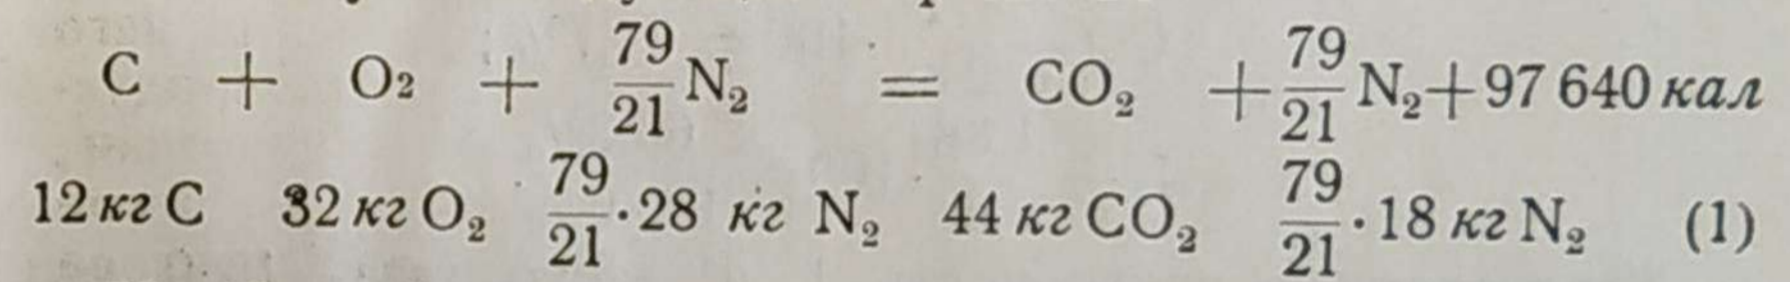 C + O₂ + 79/21 N₂ = CO₂ + 79/21 N₂ + 97 640 кал
12 кг C 32 кг O₂ 79/21 · 28 кг N₂ 44 кг CO₂ 79/21 · 18 кг N₂ (1)